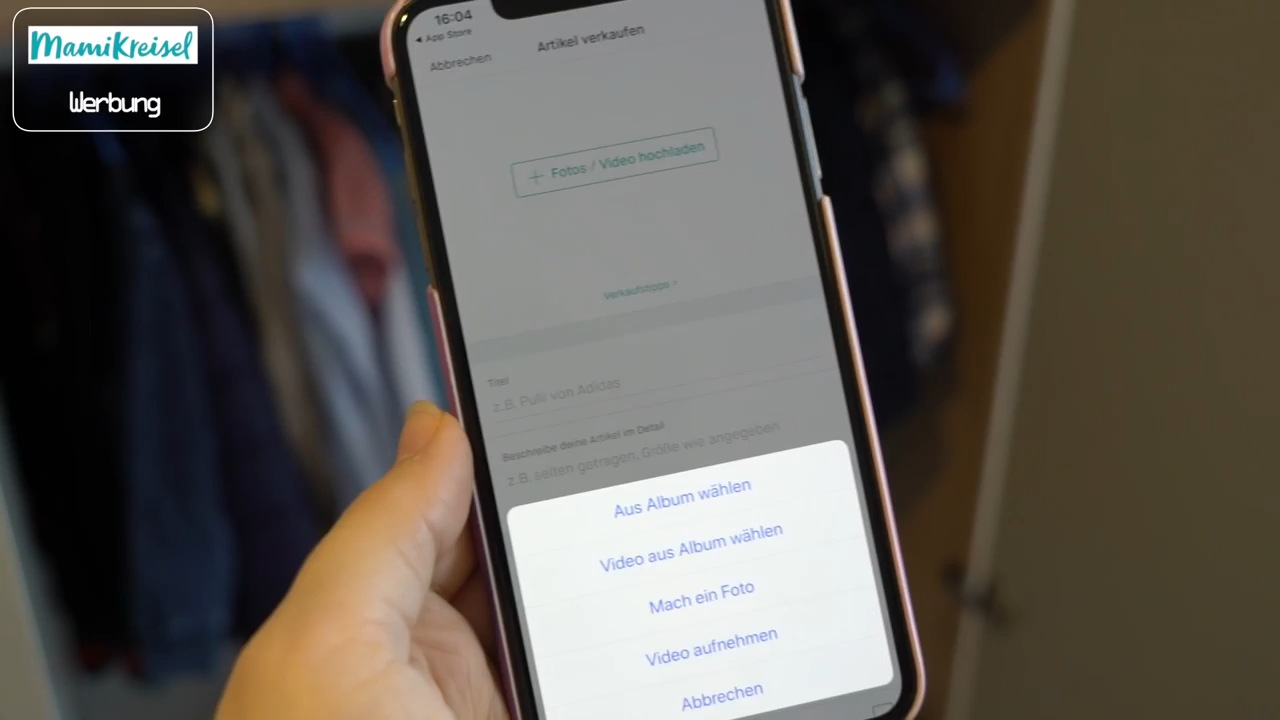 MamiKreisel
Werbung
16:04
◀ App Store
Abbrechen
Artikel verkaufen
+ Fotos / Video hochladen
Verkaufstipps >
Titel
z.B. Pulli von Adidas
Beschreibe deine Artikel im Detail
z.B. selten getragen, Größe wie angegeben
Aus Album wählen
Video aus Album wählen
Mach ein Foto
Video aufnehmen
Abbrechen